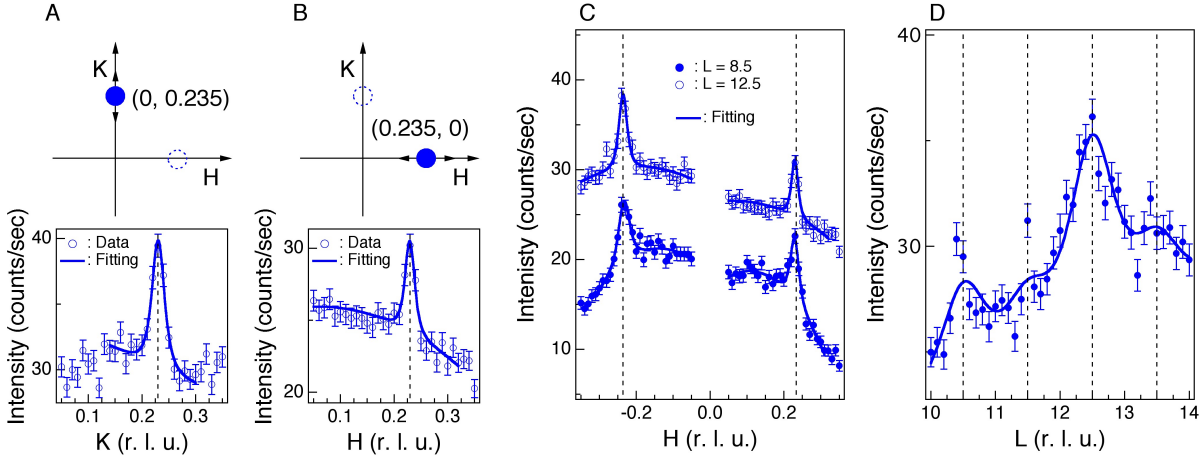 A
K
(0, 0.235)
H
Intensity (counts/sec)
40
30
: Data
: Fitting
0.1 0.2 0.3
K (r. l. u.)
B
K
(0.235, 0)
H
Intensity (counts/sec)
30
20
: Data
: Fitting
0.1 0.2 0.3
H (r. l. u.)
C
Intenisty (counts/sec)
40
30
20
10
: L = 8.5
: L = 12.5
: Fitting
-0.2 0.0 0.2
H (r. l. u.)
D
Intenisty (counts/sec)
40
30
10 11 12 13 14
L (r. l. u.)